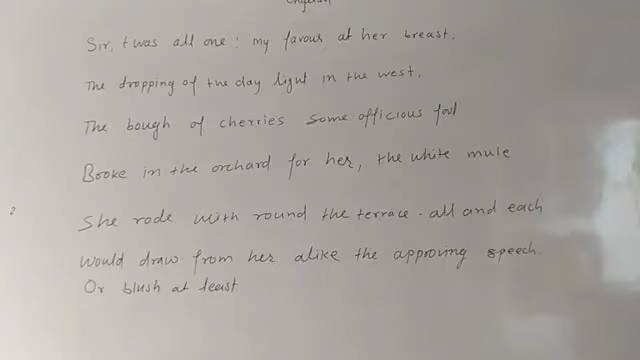 Sir, t was all one! my favour at her breast.
The dropping of the day light in the west,
The bough of cherries some officious fool
Booke in the orchard for her, the white mule
She rode with round the terrace - all and each
would draw from her alike the approving speech.
Or blush at least